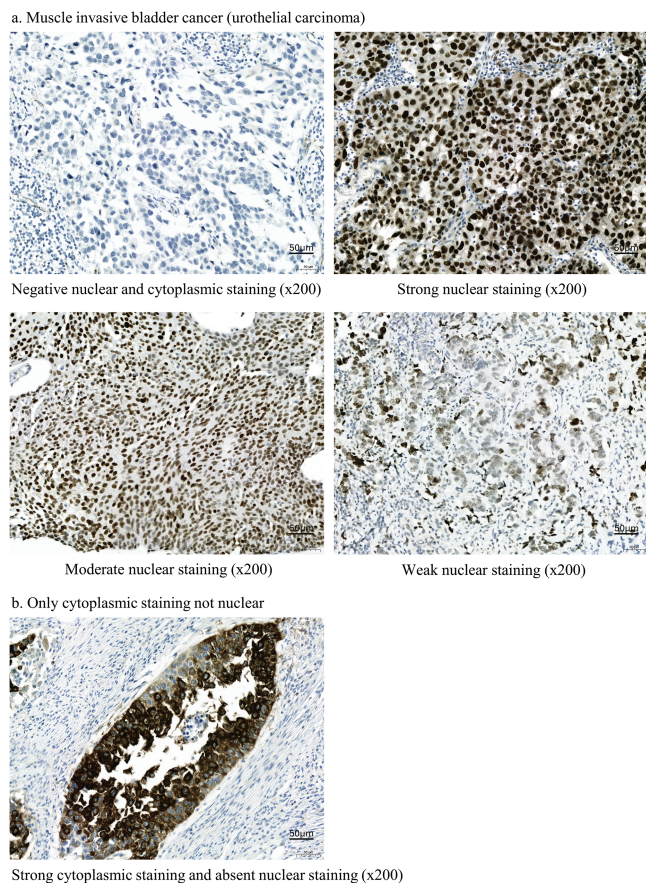 a. Muscle invasive bladder cancer (urothelial carcinoma)
50µm
50µm
Negative nuclear and cytoplasmic staining (x200)
Strong nuclear staining (x200)
50µm
50µm
Moderate nuclear staining (x200)
Weak nuclear staining (x200)
b. Only cytoplasmic staining not nuclear
50µm
Strong cytoplasmic staining and absent nuclear staining (x200)